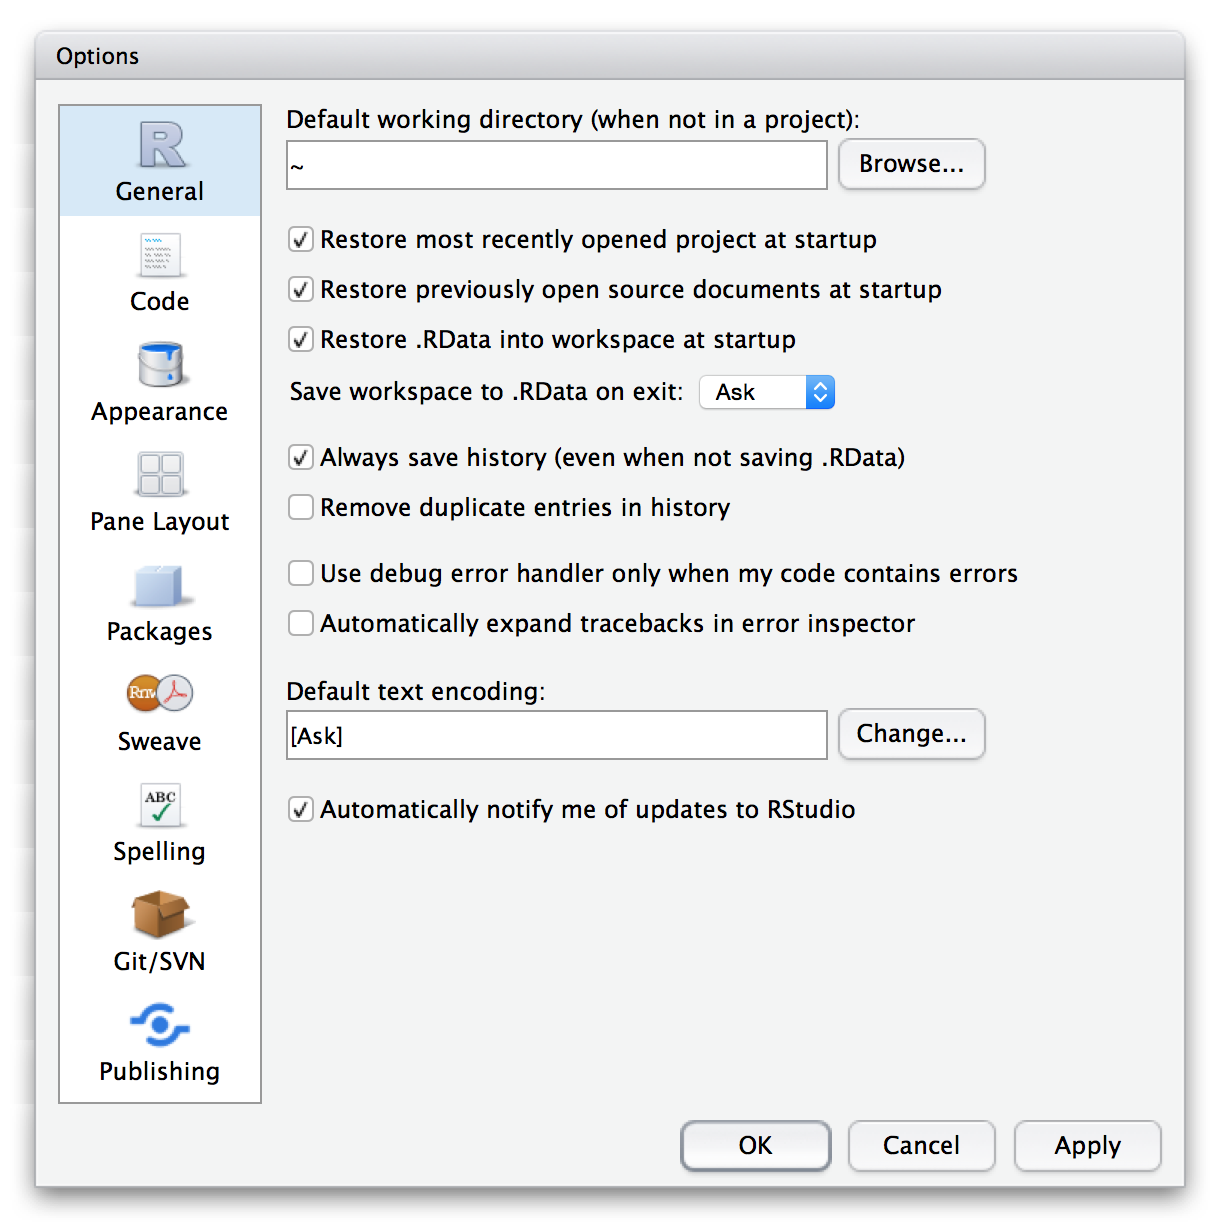 Options
General
Code
Appearance
Pane Layout
Packages
Rnw
Sweave
ABC
Spelling
Git/SVN
Publishing
Default working directory (when not in a project):
~
Browse...
Restore most recently opened project at startup
Restore previously open source documents at startup
Restore .RData into workspace at startup
Save workspace to .RData on exit: Ask
Always save history (even when not saving .RData)
Remove duplicate entries in history
Use debug error handler only when my code contains errors
Automatically expand tracebacks in error inspector
Default text encoding:
[Ask]
Change...
Automatically notify me of updates to RStudio
OK
Cancel
Apply